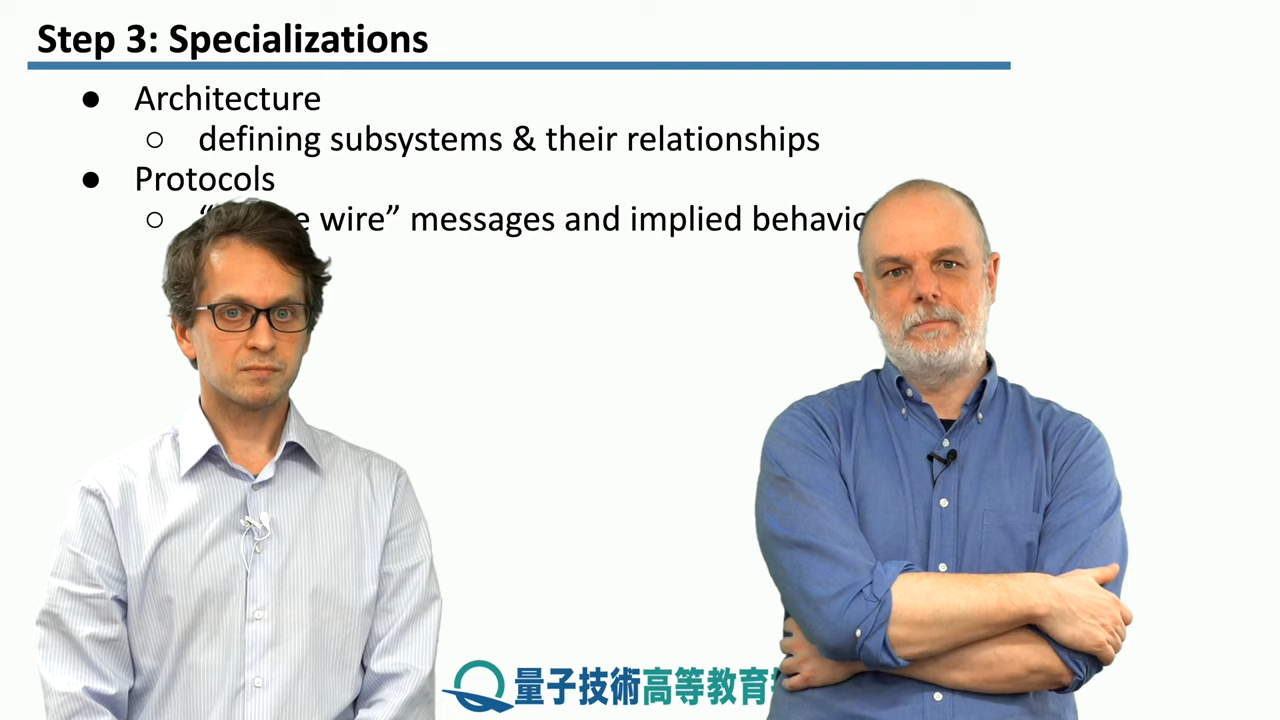 Step 3: Specializations
● Architecture
○ defining subsystems & their relationships
● Protocols
○ wire” messages and implied
量子技術高等教育